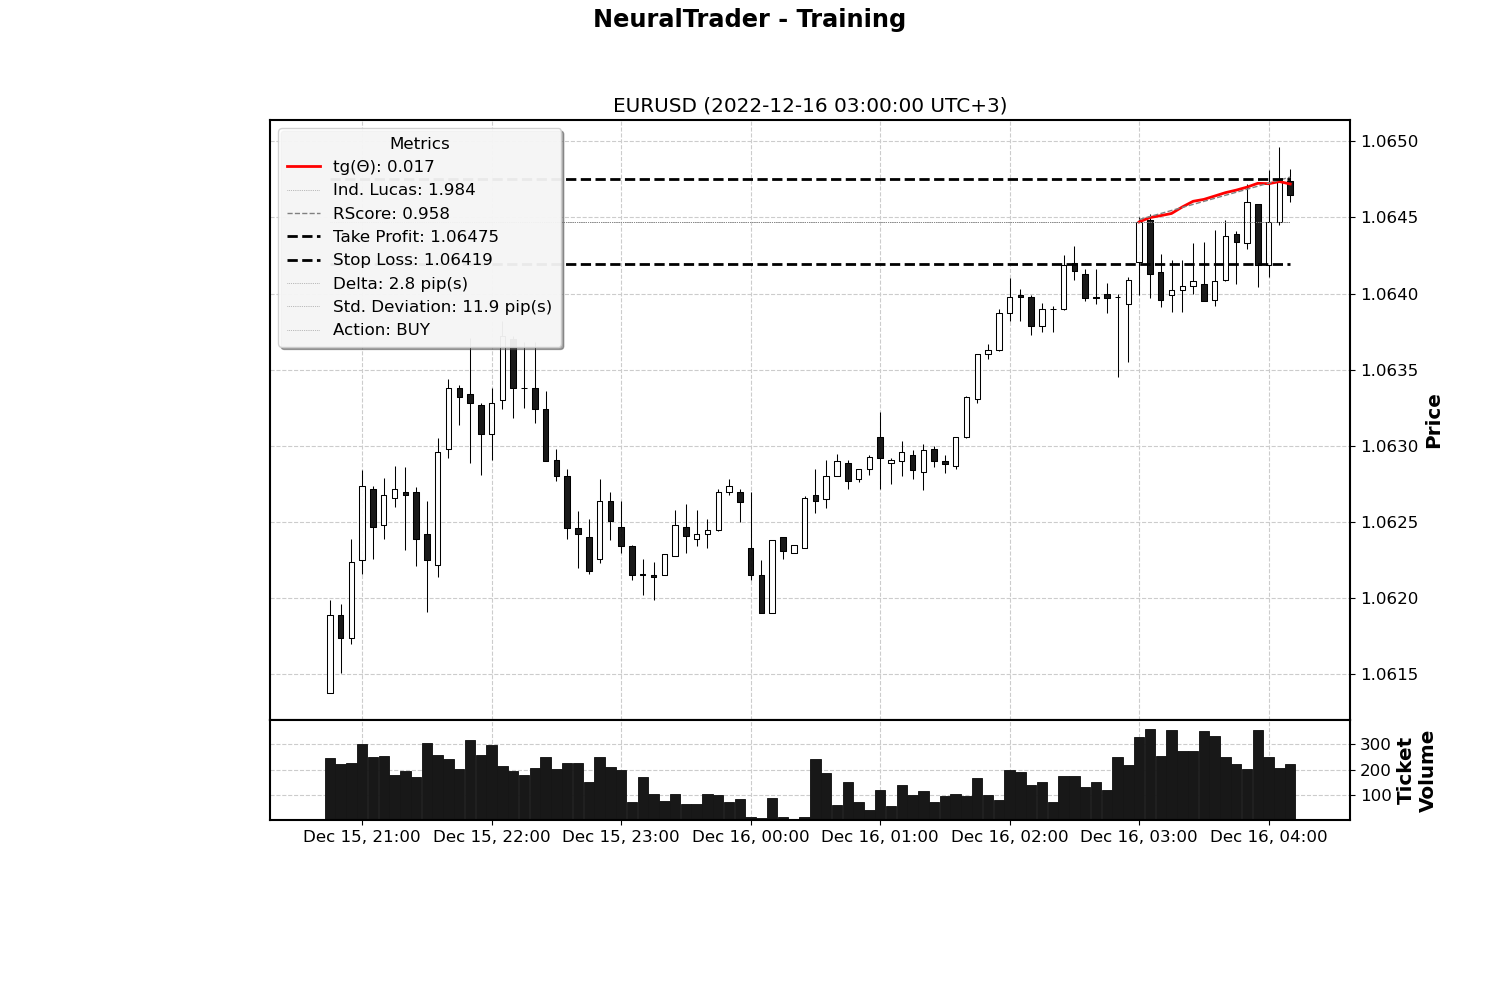 NeuralTrader - Training
EURUSD (2022-12-16 03:00:00 UTC+3)
Metrics
tg(Θ): 0.017
Ind. Lucas: 1.984
RScore: 0.958
Take Profit: 1.06475
Stop Loss: 1.06419
Delta: 2.8 pip(s)
Std. Deviation: 11.9 pip(s)
Action: BUY
1.0650
1.0645
1.0640
1.0635
1.0630
1.0625
1.0620
1.0615
Price
300
200
100
Ticket
Volume
Dec 15, 21:00 Dec 15, 22:00 Dec 15, 23:00 Dec 16, 00:00 Dec 16, 01:00 Dec 16, 02:00 Dec 16, 03:00 Dec 16, 04:00